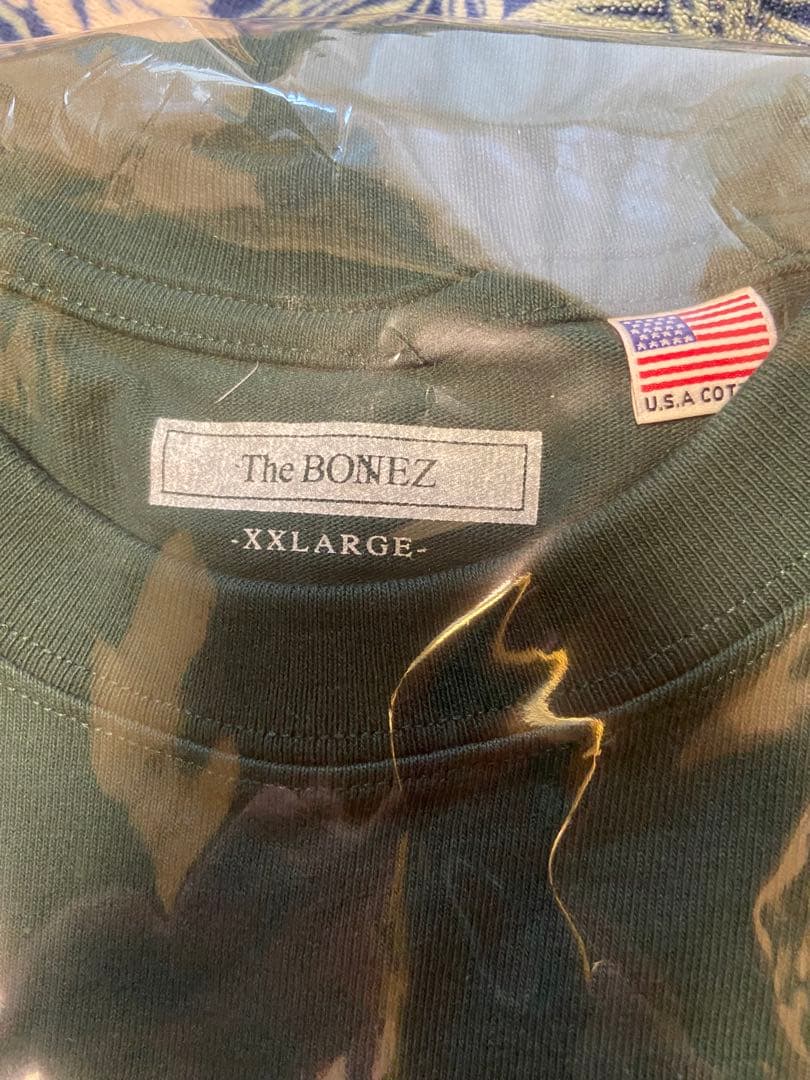 U.S.A COT
The BONEZ
-XXLARGE-